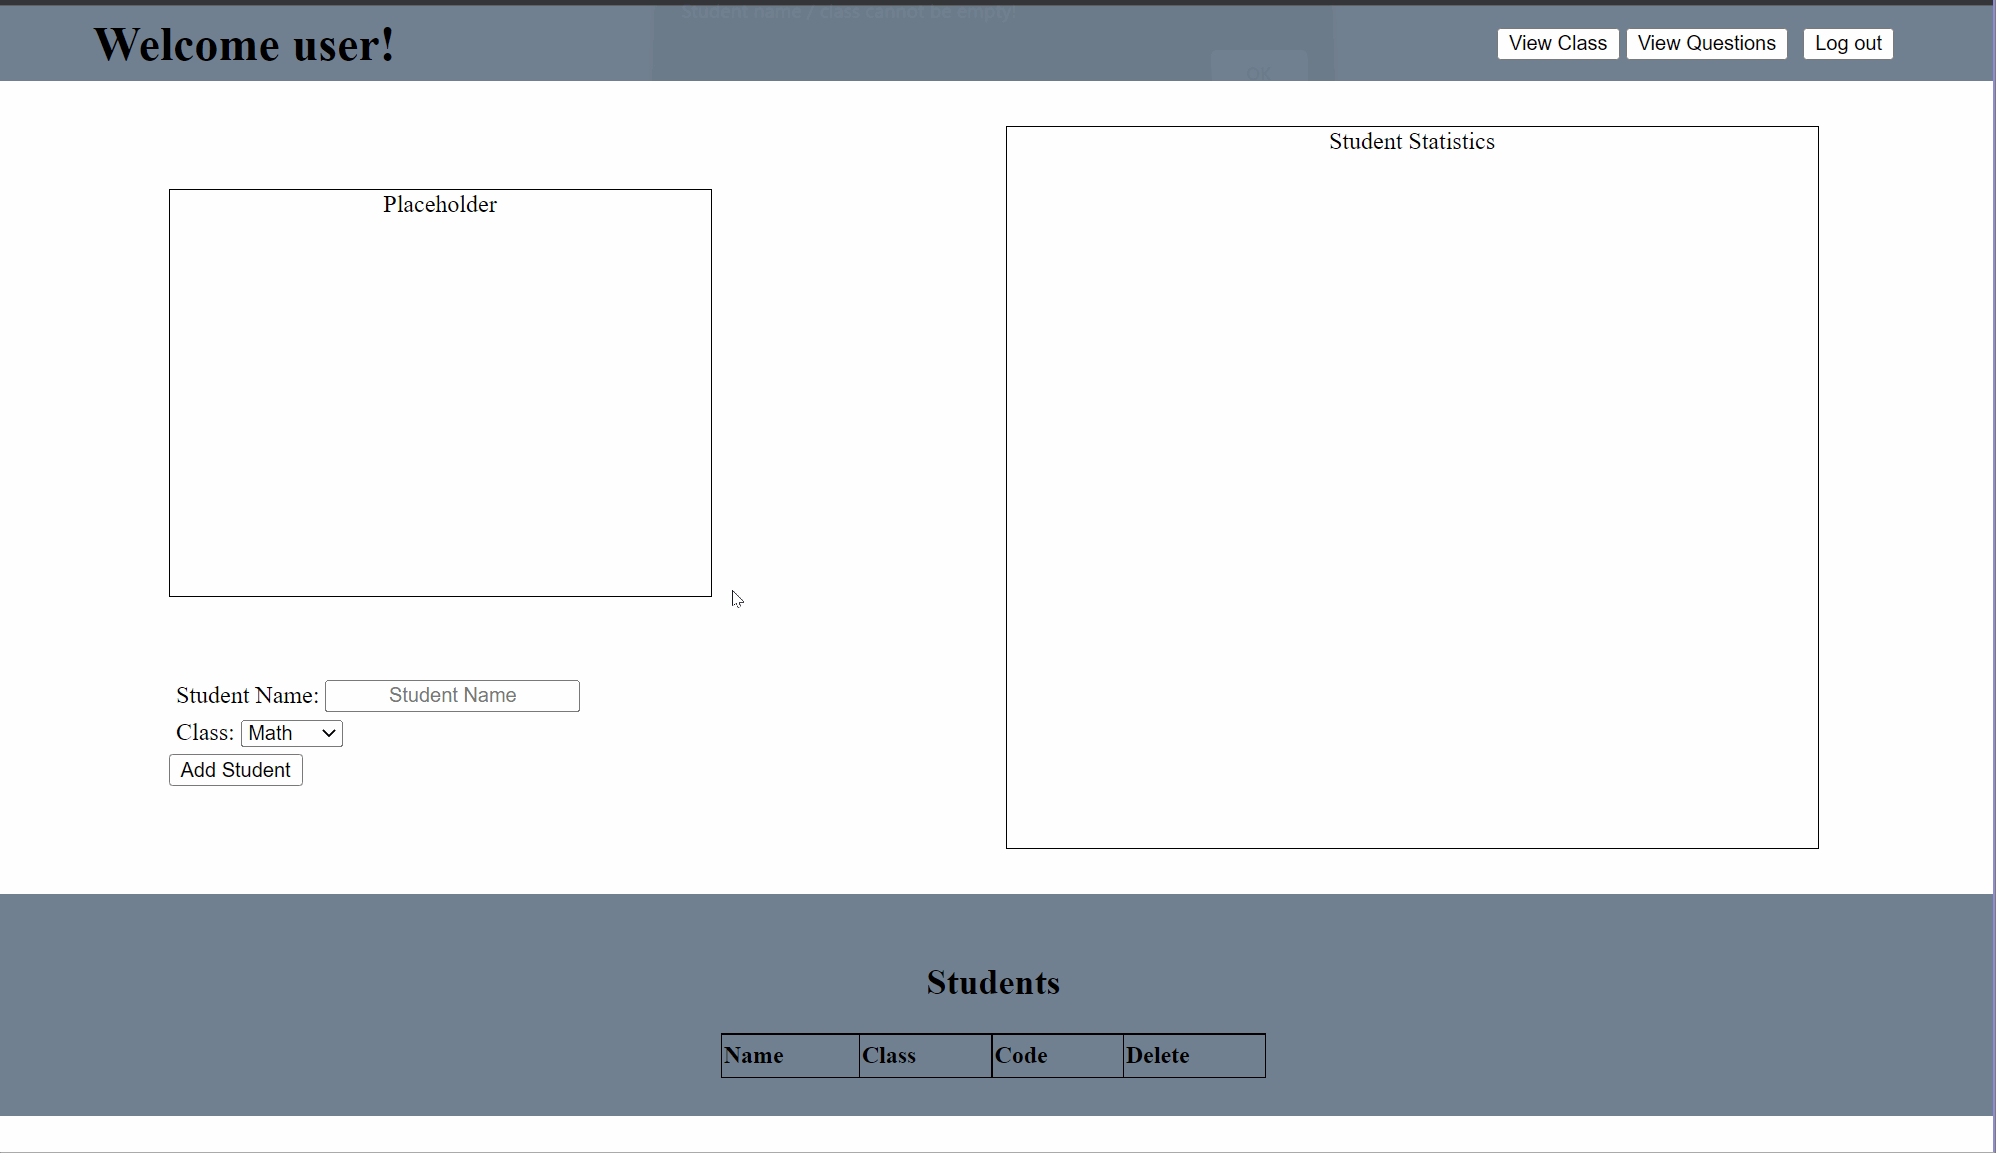 Student name / class cannot be empty!
OK
Welcome user!
View Class View Questions Log out
Student Statistics
Placeholder
Student Name: Student Name
Class: Math
Add Student
Students
Name Class Code Delete